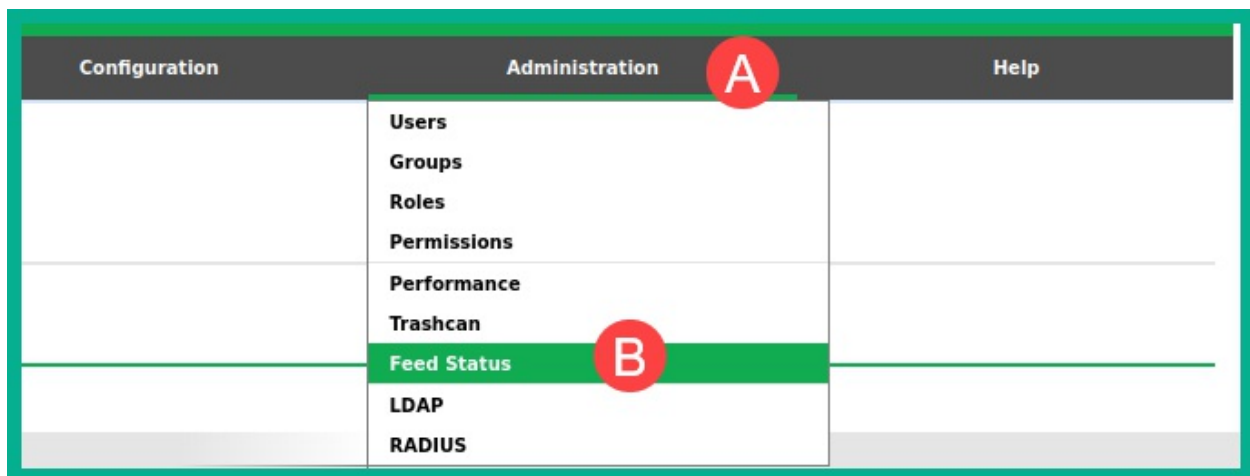 Configuration Administration A Help
Users
Groups
Roles
Permissions
Performance
Trashcan
Feed Status B
LDAP
RADIUS